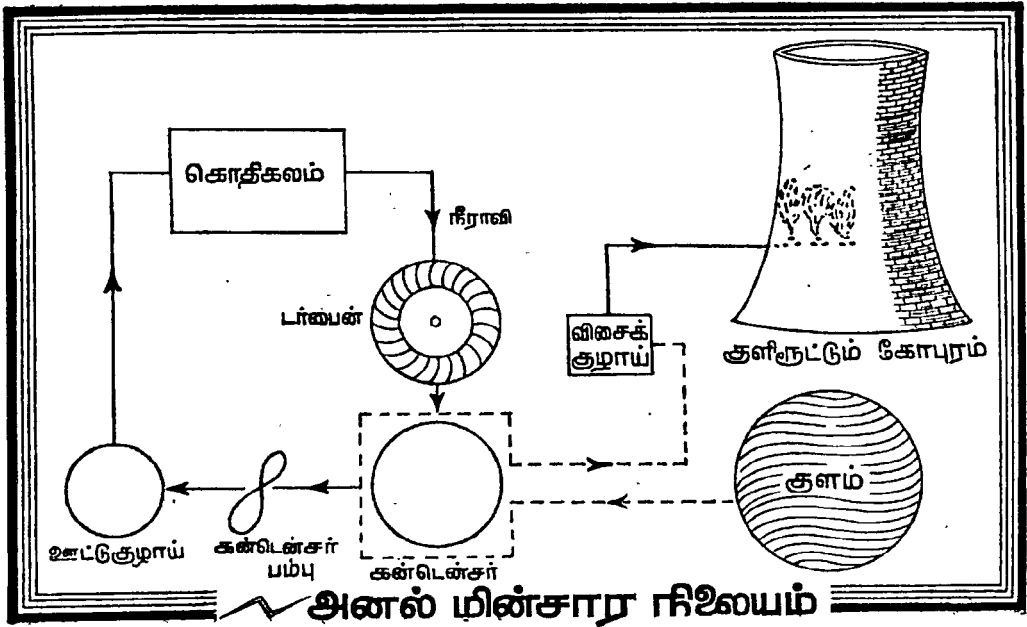 கொதிகலம்
நீராவி
டர்பைன்
விசைக்
குழாய்
குளிரூட்டும் கோபுரம்
குளம்
ஊட்டுகுழாய்
கன்டென்சர்
பம்பு
கன்டென்சர்
அனல் மின்சார நிலையம்